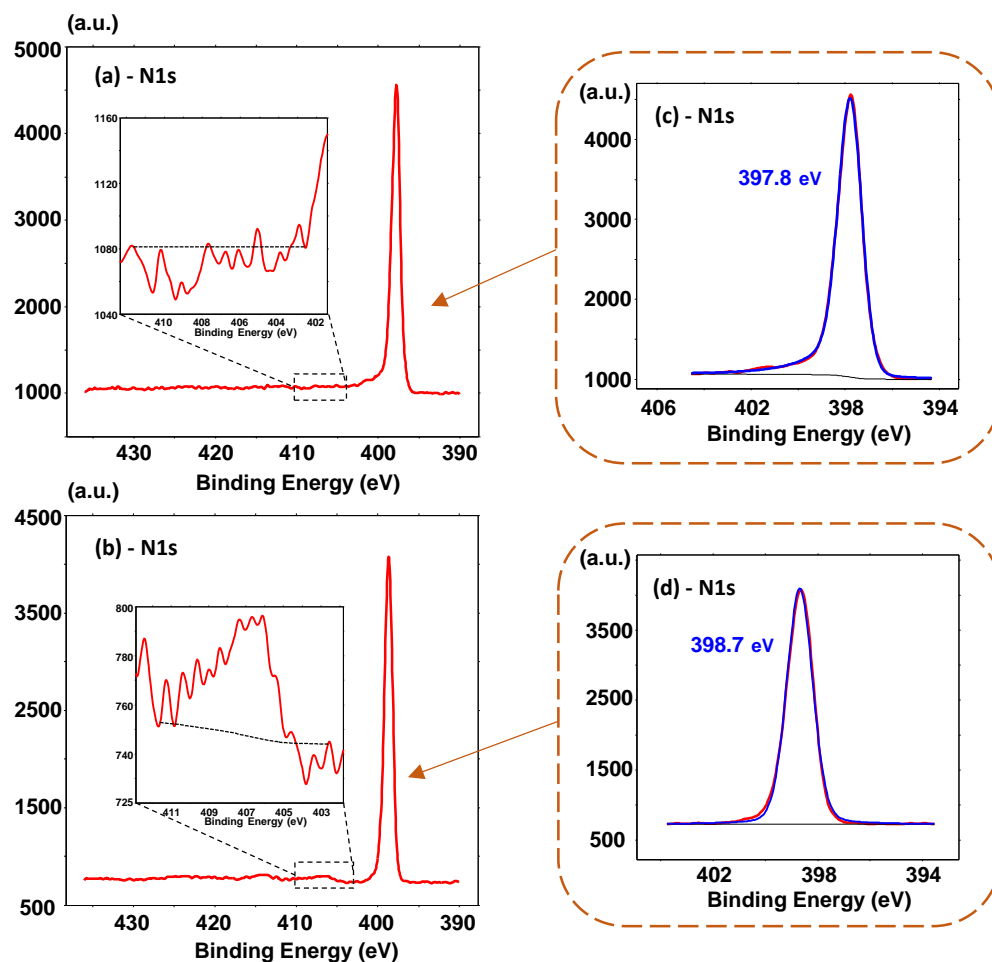 (a.u.)
5000
4000
3000
2000
1000
(a) - N1s
1160
1120
1080
1040
410 408 406 404 402
Binding Energy (eV)
430 420 410 400 390
Binding Energy (eV)
(a.u.)
(c) - N1s
397.8 eV
4000
3000
2000
1000
406 402 398 394
Binding Energy (eV)
(a.u.)
4500
3500
2500
1500
500
(b) - N1s
800
780
760
740
725
411 409 407 405 403
Binding Energy (eV)
430 420 410 400 390
Binding Energy (eV)
(a.u.)
(d) - N1s
398.7 eV
3500
2500
1500
500
402 398 394
Binding Energy (eV)